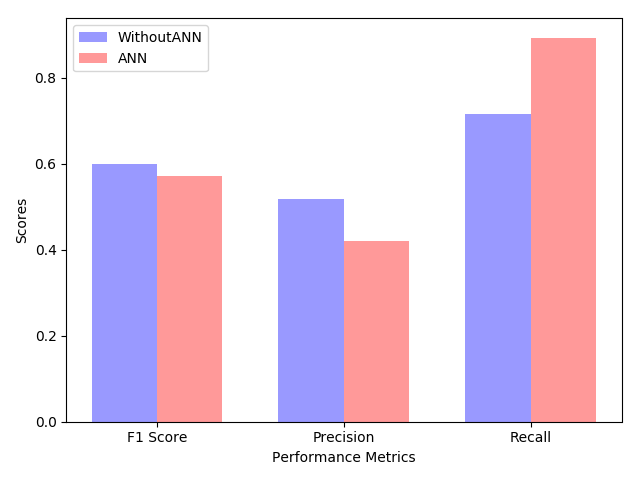 WithoutANN
ANN
0.8
0.6
0.4
0.2
0.0
Scores
F1 Score
Precision
Recall
Performance Metrics